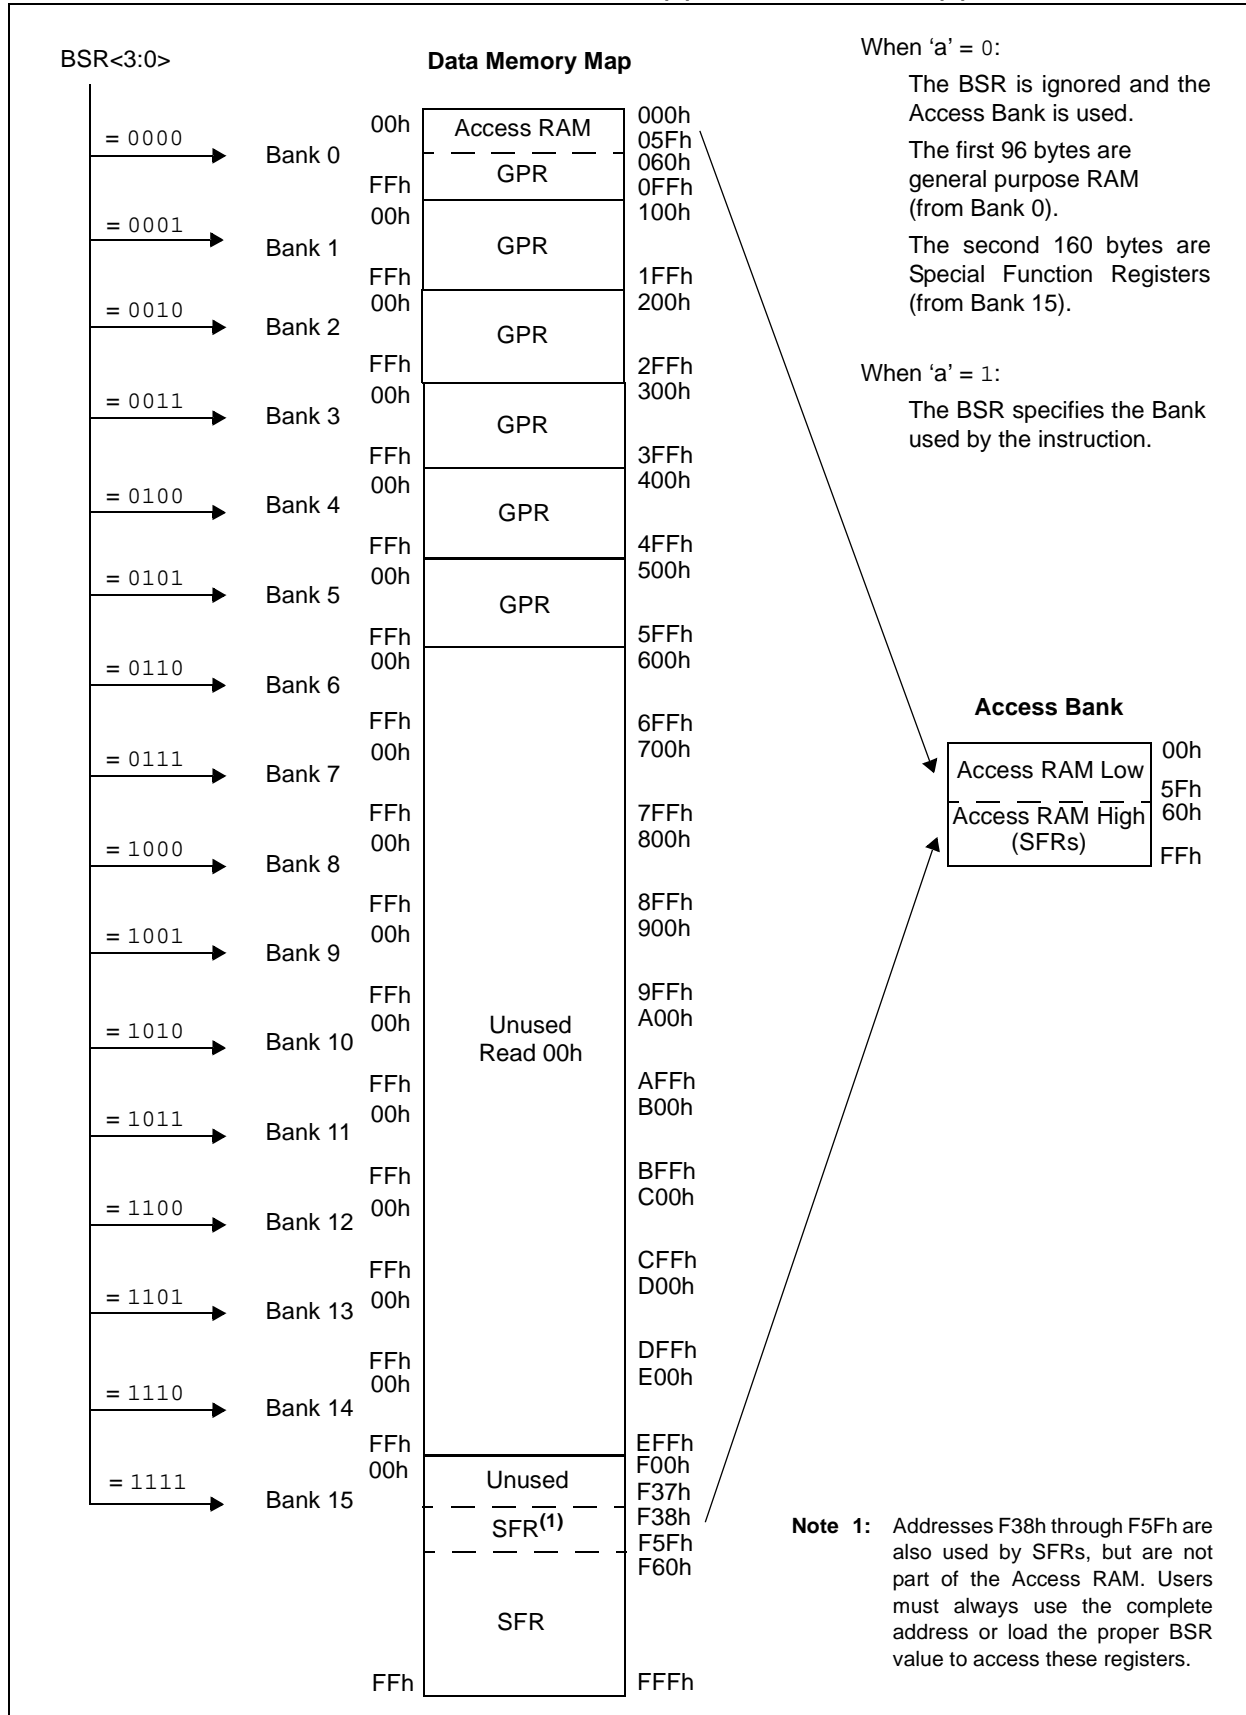 BSR<3:0>
Data Memory Map
When ‘a’ = 0:
The BSR is ignored and the
Access Bank is used.
The first 96 bytes are
general purpose RAM
(from Bank 0).
The second 160 bytes are
Special Function Registers
(from Bank 15).
When ‘a’ = 1:
The BSR specifies the Bank
used by the instruction.
= 0000
Bank 0
00h
Access RAM
000h
05Fh
GPR
060h
FFh
0FFh
= 0001
Bank 1
00h
100h
GPR
FFh
1FFh
= 0010
Bank 2
00h
200h
GPR
FFh
2FFh
= 0011
Bank 3
00h
300h
GPR
FFh
3FFh
= 0100
Bank 4
00h
400h
GPR
FFh
4FFh
= 0101
Bank 5
00h
500h
GPR
FFh
5FFh
= 0110
Bank 6
00h
600h
FFh
6FFh
= 0111
Bank 7
00h
700h
FFh
7FFh
= 1000
Bank 8
00h
800h
FFh
8FFh
= 1001
Bank 9
00h
900h
FFh
9FFh
= 1010
Bank 10
00h
A00h
Unused
Read 00h
FFh
AFFh
= 1011
Bank 11
00h
B00h
FFh
BFFh
= 1100
Bank 12
00h
C00h
FFh
CFFh
= 1101
Bank 13
00h
D00h
FFh
DFFh
= 1110
Bank 14
00h
E00h
FFh
EFFh
= 1111
Bank 15
00h
F00h
Unused
F37h
SFR(1)
F38h
F5Fh
F60h
SFR
FFh
FFFh
Access Bank
Access RAM Low
00h
5Fh
Access RAM High
(SFRs)
60h
FFh
Note 1: Addresses F38h through F5Fh are
also used by SFRs, but are not
part of the Access RAM. Users
must always use the complete
address or load the proper BSR
value to access these registers.